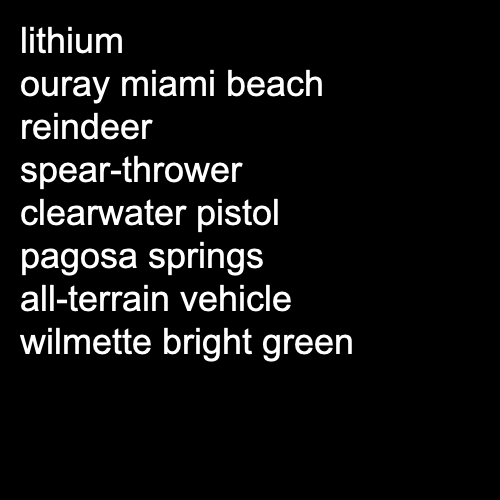 lithium
ouray miami beach
reindeer
spear-thrower
clearwater pistol
pagosa springs
all-terrain vehicle
wilmette bright green